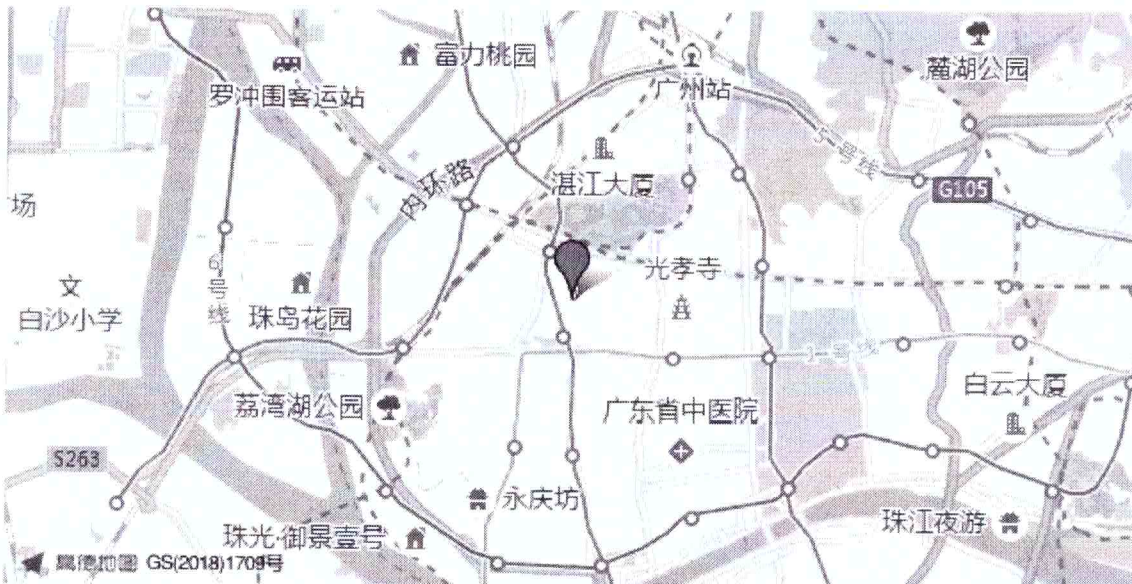 富力桃园
麓湖公园
罗冲围客运站
广州站
5号线
内环路
湛江大厦
G105
场
6号线
光孝寺
文
白沙小学
珠岛花园
1号线
白云大厦
荔湾湖公园
广东省中医院
S263
永庆坊
珠江夜游
珠光·御景壹号
高德地图 GS(2018)1709号